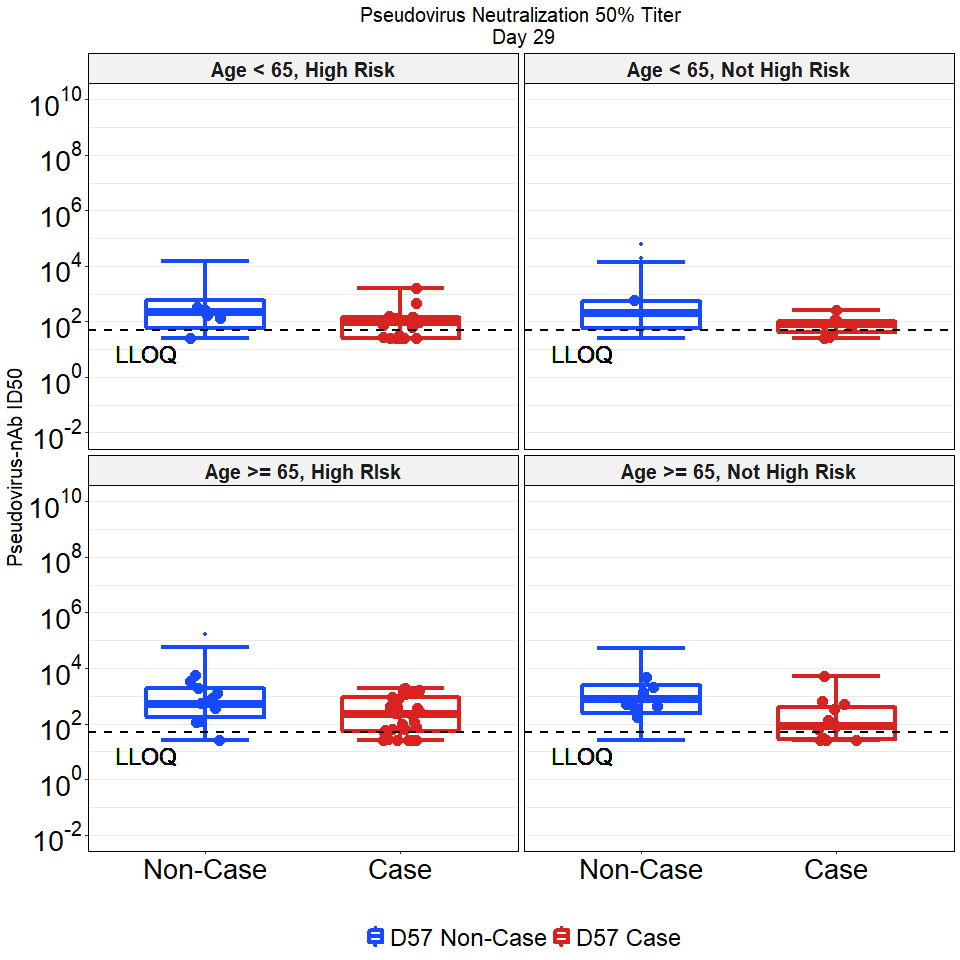 Pseudovirus Neutralization 50% Titer
Day 29
Age < 65, High Risk
Age < 65, Not High Risk
10^10
10^8
10^6
10^4
10^2
10^0
10^-2
LLOQ
LLOQ
Pseudovirus-nAb ID50
Age >= 65, High RIsk
Age >= 65, Not High Risk
10^10
10^8
10^6
10^4
10^2
10^0
10^-2
LLOQ
LLOQ
Non-Case Case Non-Case Case
D57 Non-Case D57 Case